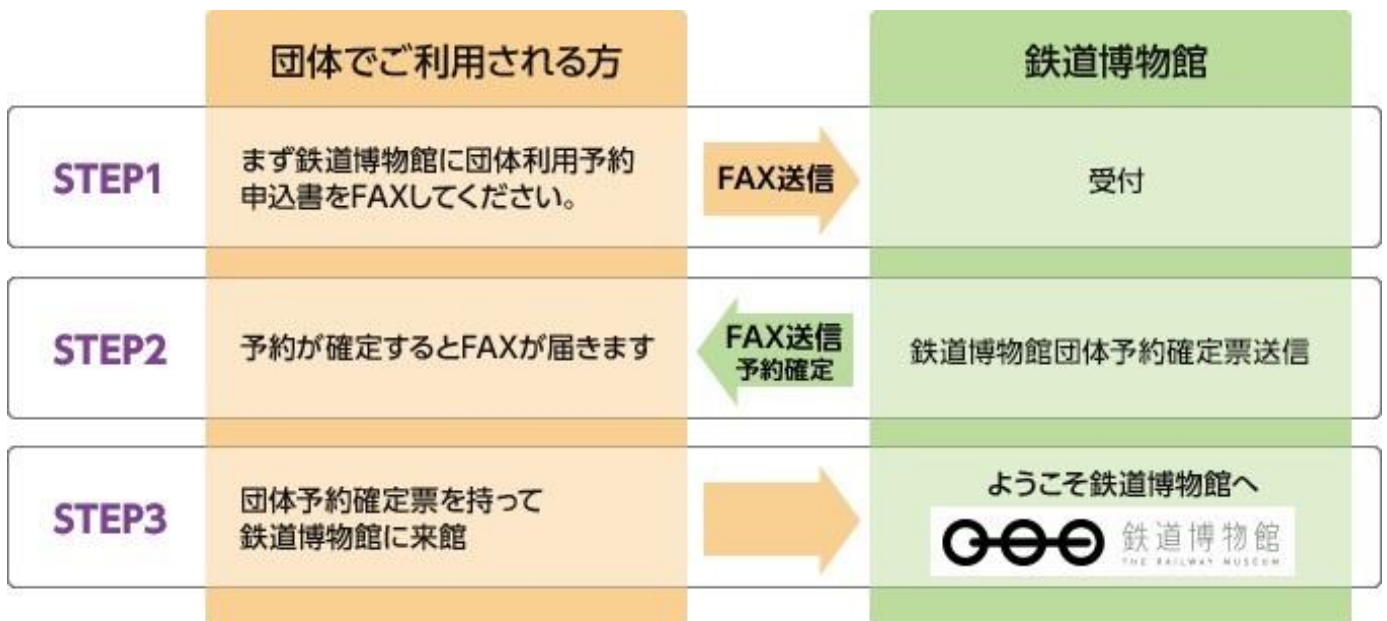 団体でご利用される方
鉄道博物館
STEP1
まず鉄道博物館に団体利用予約
申込書をFAXしてください。
FAX送信
受付
STEP2
予約が確定するとFAXが届きます
FAX送信
予約確定
鉄道博物館団体予約確定票送信
STEP3
団体予約確定票を持って
鉄道博物館に来館
ようこそ鉄道博物館へ
鉄道博物館
THE RAILWAY MUSEUM